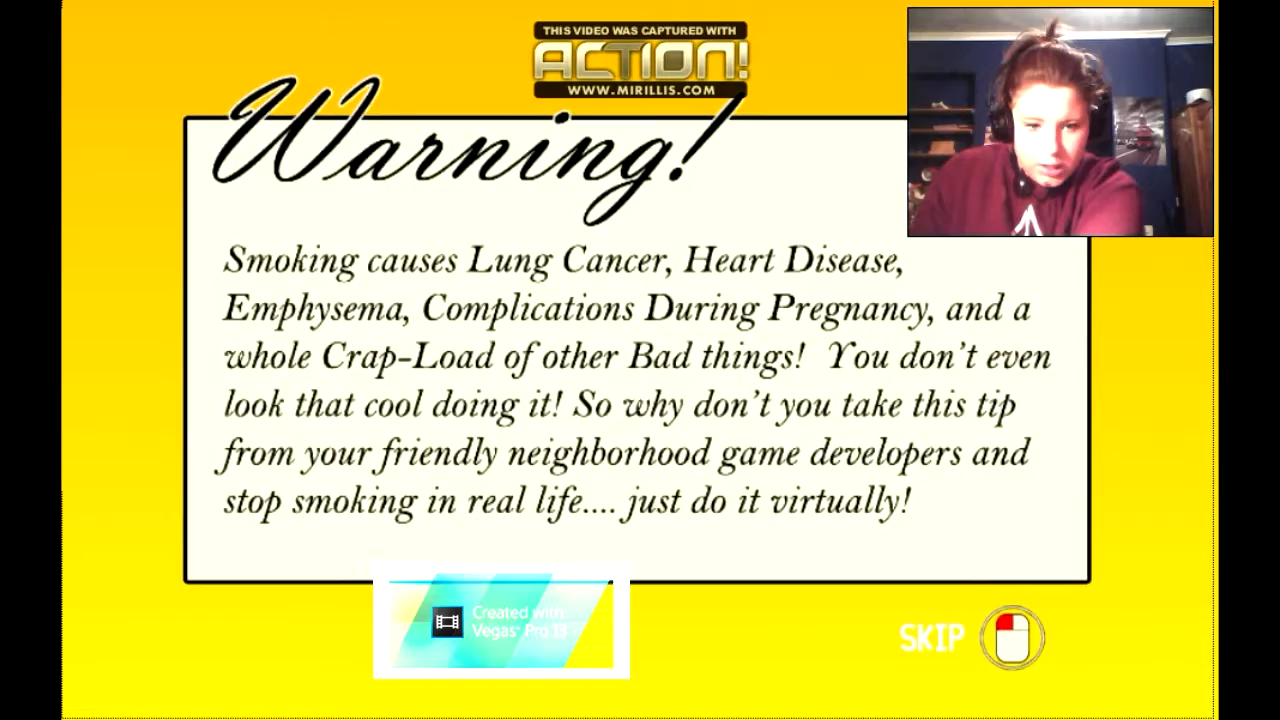 THIS VIDEO WAS CAPTURED WITH
ACTION!
WWW.MIRILLIS.COM
Warning!
Smoking causes Lung Cancer, Heart Disease,
Emphysema, Complications During Pregnancy, and a
whole Crap-Load of other Bad things! You don't even
look that cool doing it! So why don't you take this tip
from your friendly neighborhood game developers and
stop smoking in real life.... just do it virtually!
Created with
Vegas Pro 13
SKIP